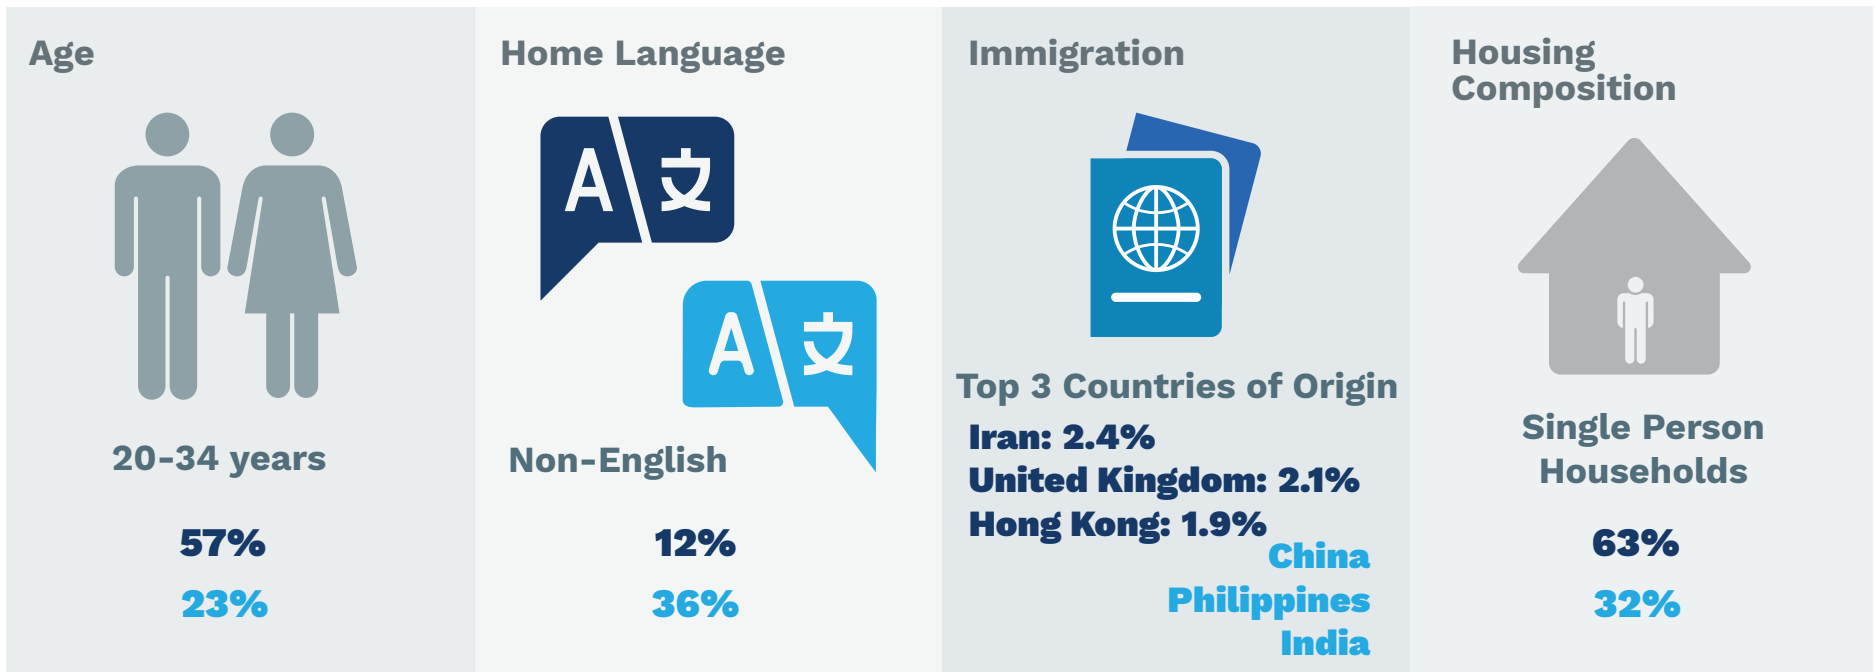 Age
20-34 years
57%
23%
Home Language
A 文
A 文
Non-English
12%
36%
Immigration
Top 3 Countries of Origin
Iran: 2.4%
United Kingdom: 2.1%
Hong Kong: 1.9%
China
Philippines
India
Housing
Composition
Single Person
Households
63%
32%